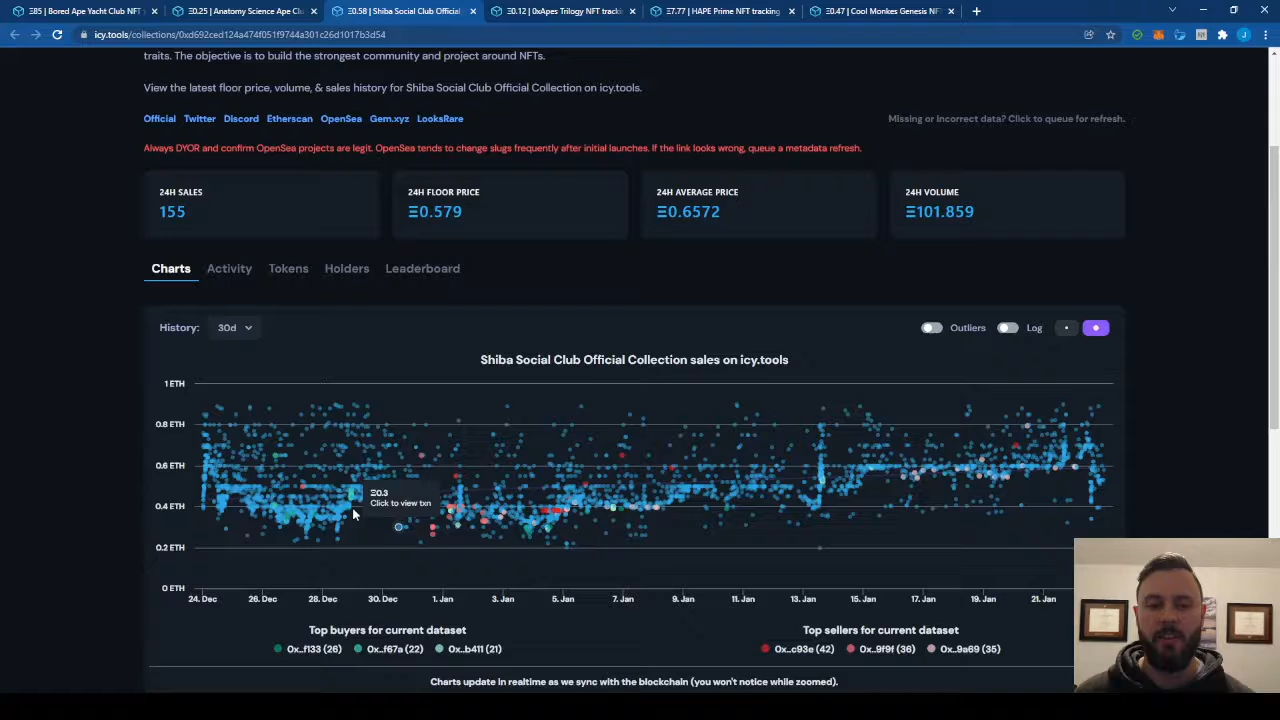 Ξ85 | Bored Ape Yacht Club NFT
Ξ0.25 | Anatomy Science Ape Clu
Ξ0.58 | Shiba Social Club Official
Ξ0.12 | 0xApes Trilogy NFT tracki
Ξ7.77 | HAPE Prime NFT tracking
Ξ0.47 | Cool Monkes Genesis NF
icy.tools/collections/0xd692ced124a474f051f9744a301c26d1017b3d54
traits. The objective is to build the strongest community and project around NFTs.
View the latest floor price, volume, & sales history for Shiba Social Club Official Collection on icy.tools.
Official Twitter Discord Etherscan OpenSea Gem.xyz LooksRare
Missing or incorrect data? Click to queue for refresh.
Always DYOR and confirm OpenSea projects are legit. OpenSea tends to change slugs frequently after initial launches. If the link looks wrong, queue a metadata refresh.
24H SALES
155
24H FLOOR PRICE
Ξ0.579
24H AVERAGE PRICE
Ξ0.6572
24H VOLUME
Ξ101.859
Charts Activity Tokens Holders Leaderboard
History: 30d
Outliers Log
Shiba Social Club Official Collection sales on icy.tools
1 ETH
0.8 ETH
0.6 ETH
0.4 ETH
0.2 ETH
0 ETH
Ξ0.3
Click to view txn
24. Dec 26. Dec 28. Dec 30. Dec 1. Jan 3. Jan 5. Jan 7. Jan 9. Jan 11. Jan 13. Jan 15. Jan 17. Jan 19. Jan 21. Jan
Top buyers for current dataset
0x..f133 (26) 0x..f67a (22) 0x..b411 (21)
Top sellers for current dataset
0x..c93e (42) 0x..9f9f (36) 0x..9a69 (35)
Charts update in realtime as we sync with the blockchain (you won't notice while zoomed).